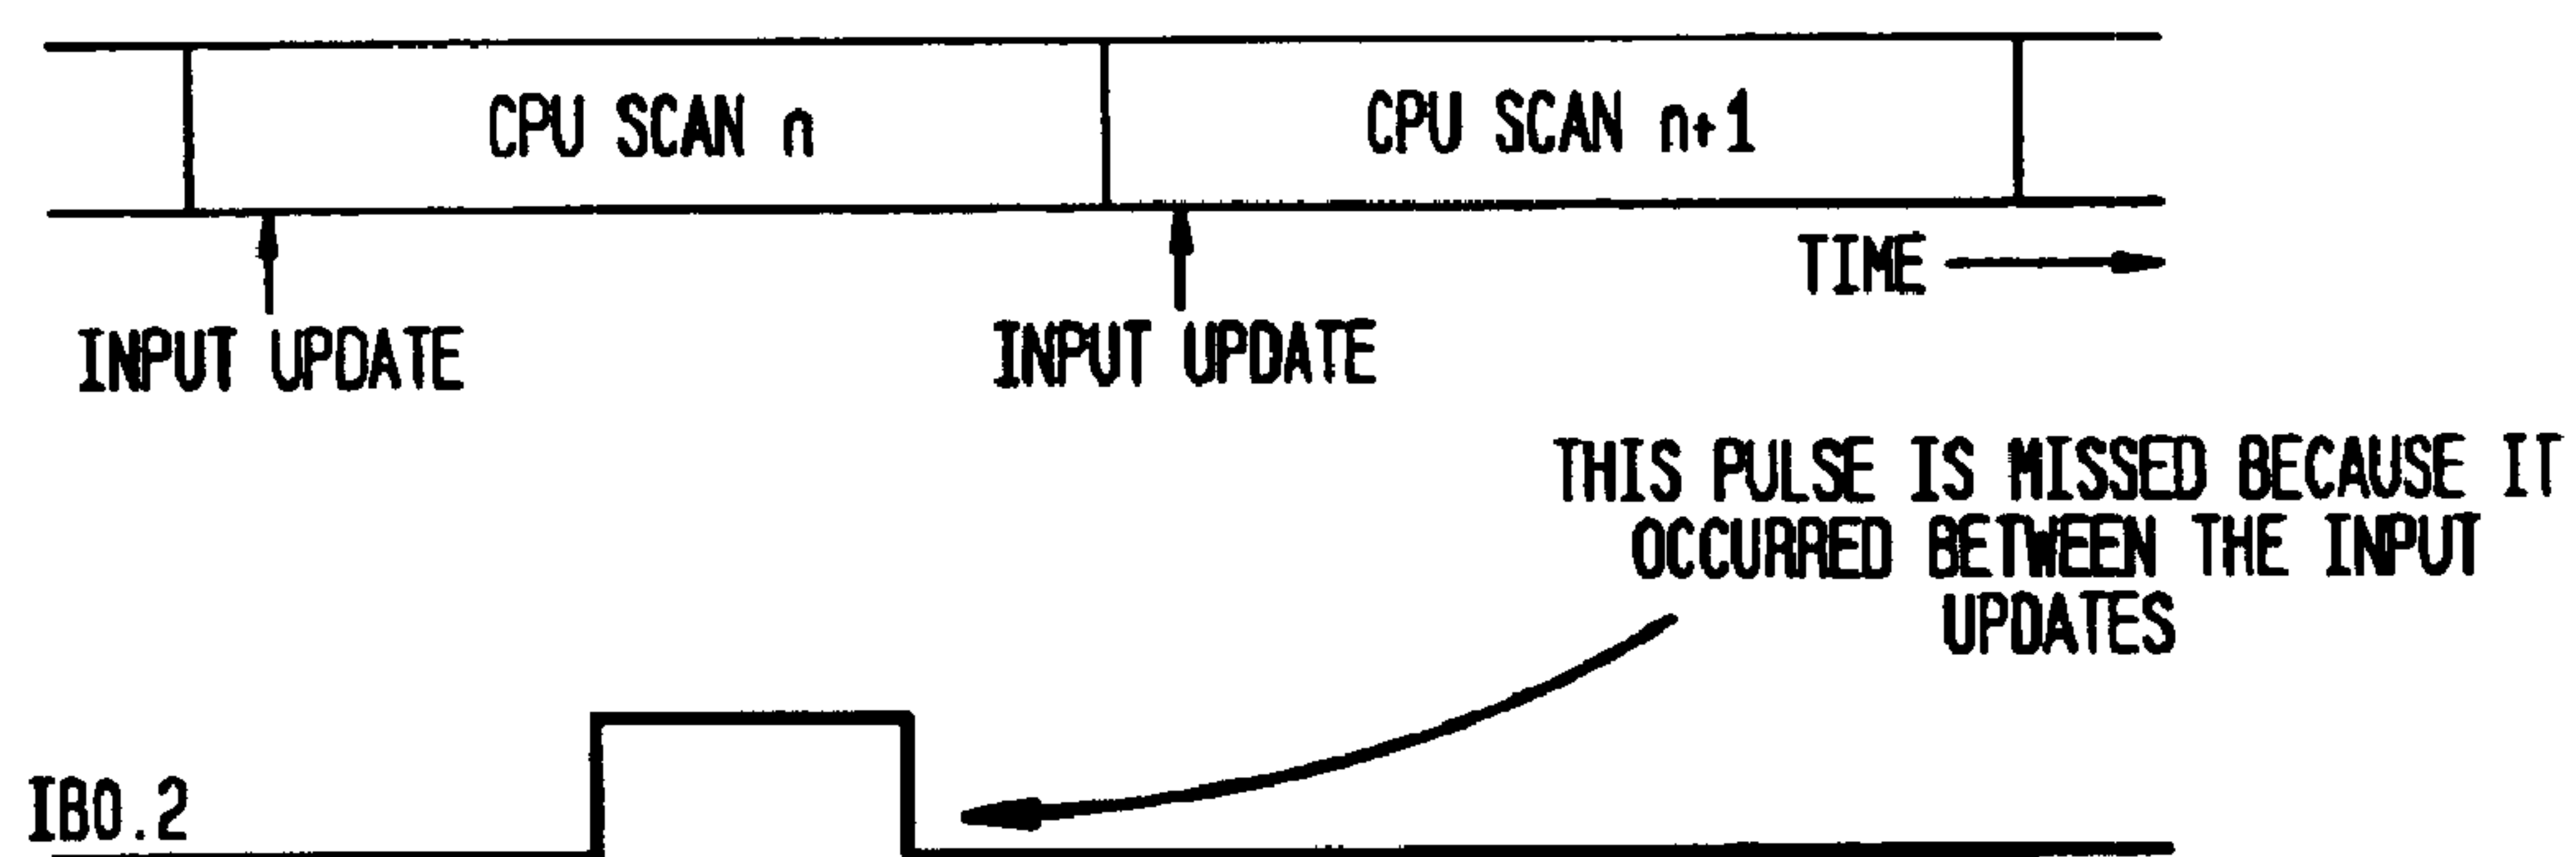 CPU SCAN n
CPU SCAN n+1
TIME
INPUT UPDATE
INPUT UPDATE
THIS PULSE IS MISSED BECAUSE IT
OCCURRED BETWEEN THE INPUT
UPDATES
IB0.2